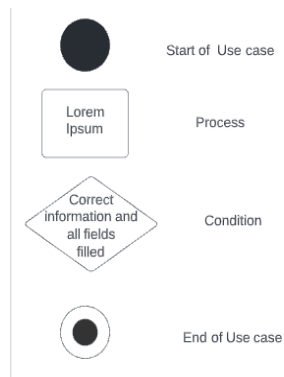 Start of Use case
Lorem
Ipsum
Process
Correct
information and
all fields
filled
Condition
End of Use case